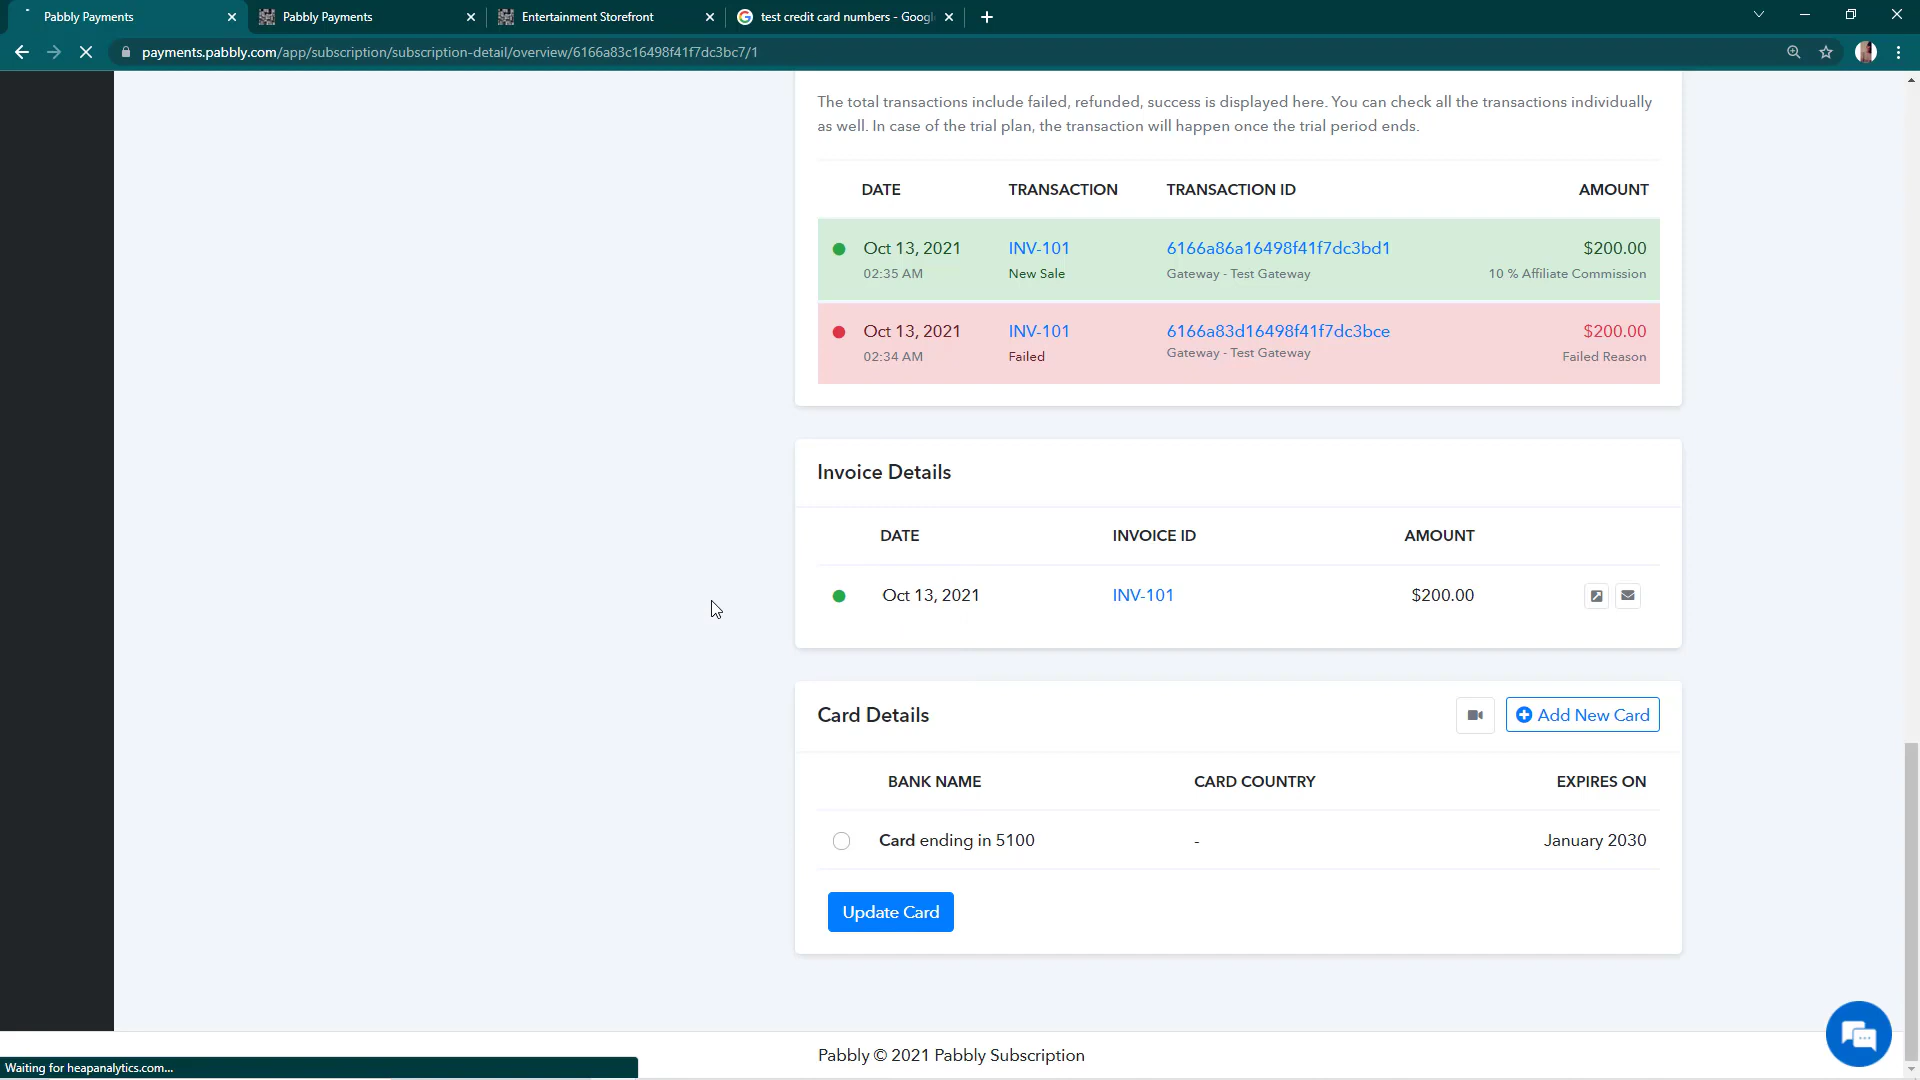 Pabbly Payments
Pabbly Payments
Entertainment Storefront
test credit card numbers - Googl
payments.pabbly.com/app/subscription/subscription-detail/overview/6166a83c16498f41f7dc3bc7/1
The total transactions include failed, refunded, success is displayed here. You can check all the transactions individually
as well. In case of the trial plan, the transaction will happen once the trial period ends.
DATE TRANSACTION TRANSACTION ID AMOUNT
Oct 13, 2021 INV-101 6166a86a16498f41f7dc3bd1 $200.00
02:35 AM New Sale Gateway - Test Gateway 10 % Affiliate Commission
Oct 13, 2021 INV-101 6166a83d16498f41f7dc3bce $200.00
02:34 AM Failed Gateway - Test Gateway Failed Reason
Invoice Details
DATE INVOICE ID AMOUNT
Oct 13, 2021 INV-101 $200.00
Card Details
Add New Card
BANK NAME CARD COUNTRY EXPIRES ON
Card ending in 5100 - January 2030
Update Card
Pabbly © 2021 Pabbly Subscription
Waiting for heapanalytics.com...